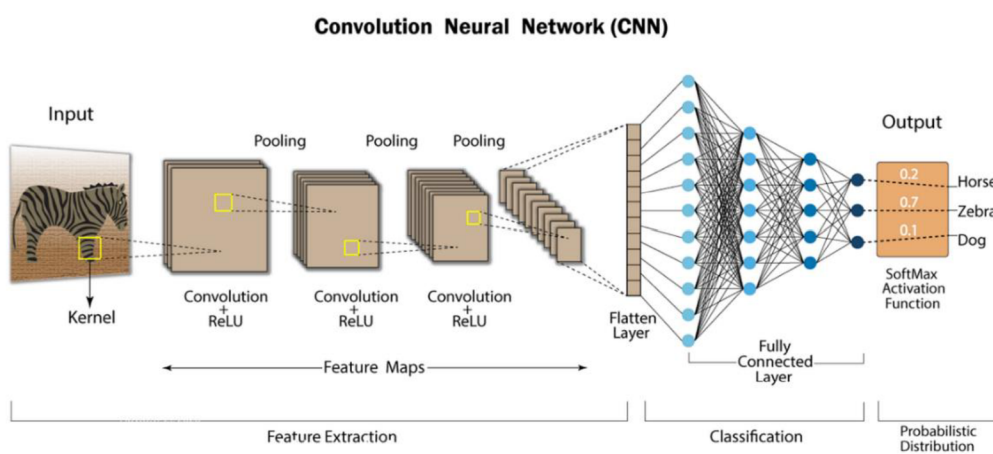 Convolution Neural Network (CNN)
Input
Pooling
Pooling
Pooling
Output
0.2
Horse
0.7
Zebra
0.1
Dog
SoftMax
Activation
Function
Kernel
Convolution
+
ReLU
Convolution
+
ReLU
Convolution
+
ReLU
Flatten
Layer
Fully
Connected
Layer
Feature Maps
Feature Extraction
Classification
Probabilistic
Distribution